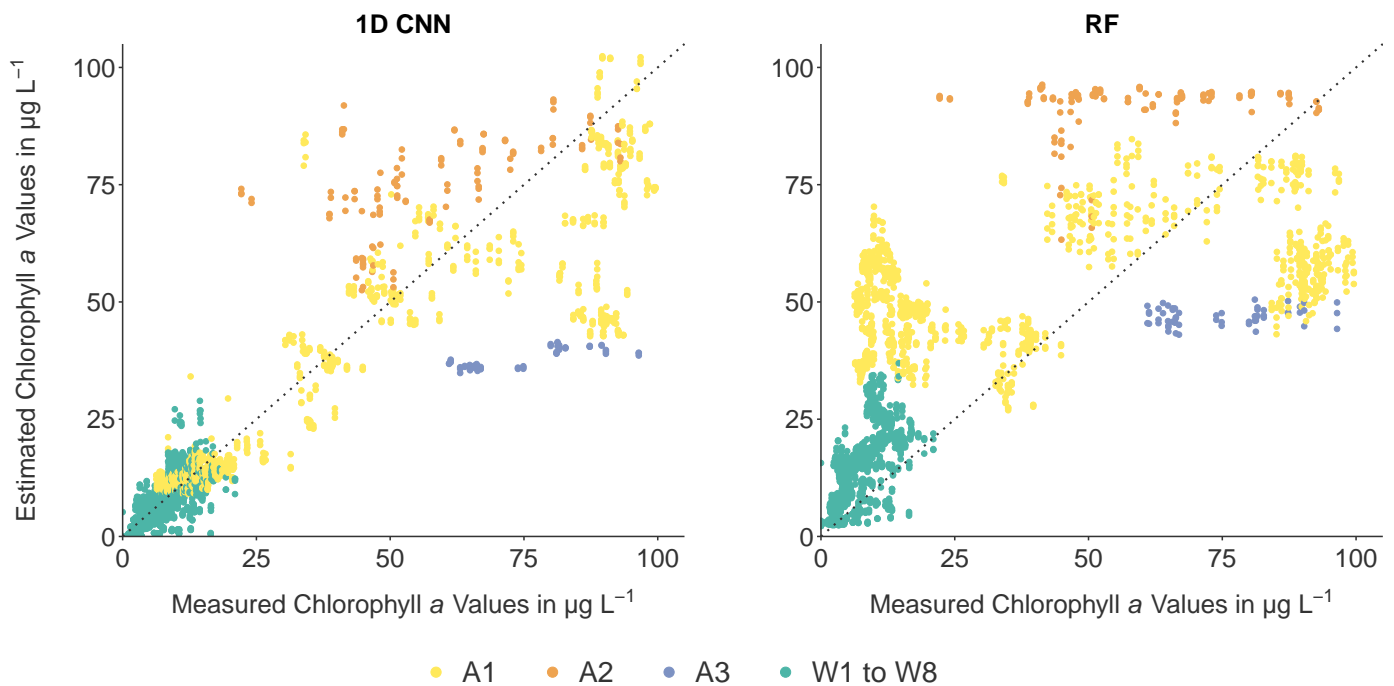 1D CNN
RF
Estimated Chlorophyll a Values in µg L⁻¹
100
75
50
25
0
0 25 50 75 100
Measured Chlorophyll a Values in µg L⁻¹
100
75
50
25
0
0 25 50 75 100
Measured Chlorophyll a Values in µg L⁻¹
A1 A2 A3 W1 to W8